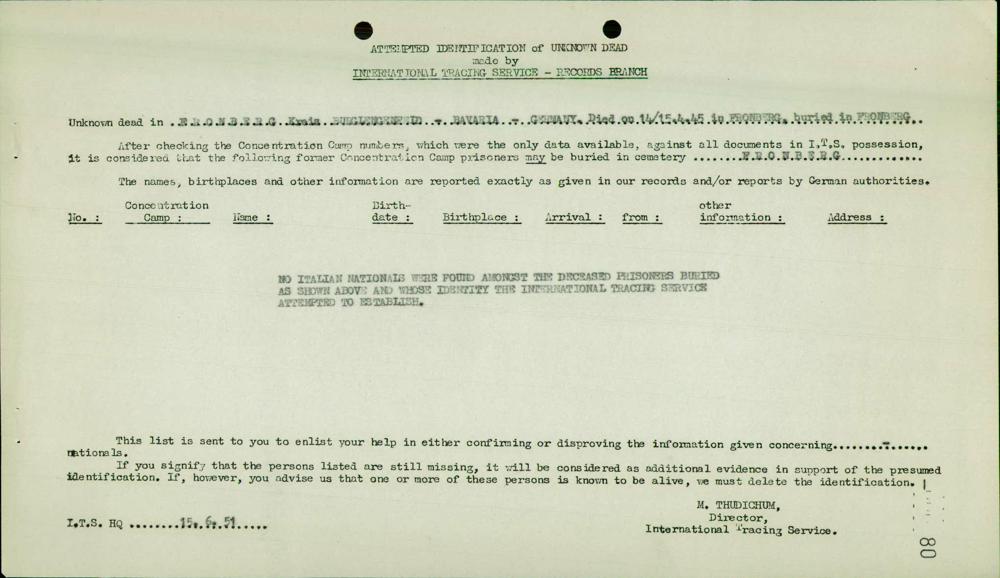 ATTEMPTED IDENTIFICATION of UNKNOWN DEAD
made by
INTERNATIONAL TRACING SERVICE - RECORDS BRANCH
Unknown dead in . F.R.O.N.B.E.R.G. Kreis. BURGLENGENFELD. - . BAVARIA . - . GERMANY. Died on 14/15.4.45 in FRONBERG, buried in FRONBERG..
After checking the Concentration Camp numbers, which were the only data available, against all documents in I.T.S. possession,
it is considered that the following former Concentration Camp prisoners may be buried in cemetery ........F.R.O.N.B.E.R.G............
The names, birthplaces and other information are reported exactly as given in our records and/or reports by German authorities.
No. : Concentration Camp : Name : Birth- date : Birthplace : Arrival : from : other information : Address :
NO ITALIAN NATIONALS WERE FOUND AMONGST THE DECEASED PRISONERS BURIED
AS SHOWN ABOVE AND WHOSE IDENTITY THE INTERNATIONAL TRACING SERVICE
ATTEMPTED TO ESTABLISH.
This list is sent to you to enlist your help in either confirming or disproving the information given concerning........-......
nationals.
If you signify that the persons listed are still missing, it will be considered as additional evidence in support of the presumed
identification. If, however, you advise us that one or more of these persons is known to be alive, we must delete the identification.
M. THUDICHUM,
Director,
International Tracing Service.
I.T.S. HQ ........15. 6. 51.....
80